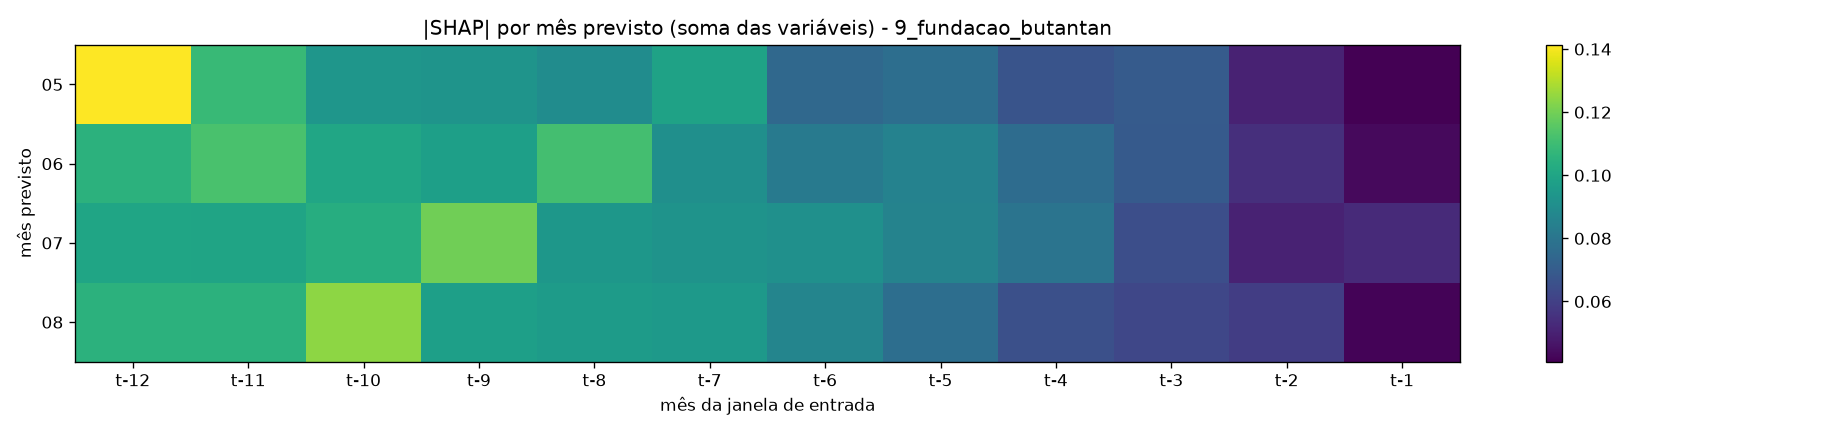 |SHAP| por mês previsto (soma das variáveis) - 9_fundacao_butantan
mês previsto
05
06
07
08
t-12 t-11 t-10 t-9 t-8 t-7 t-6 t-5 t-4 t-3 t-2 t-1
mês da janela de entrada
0.14
0.12
0.10
0.08
0.06